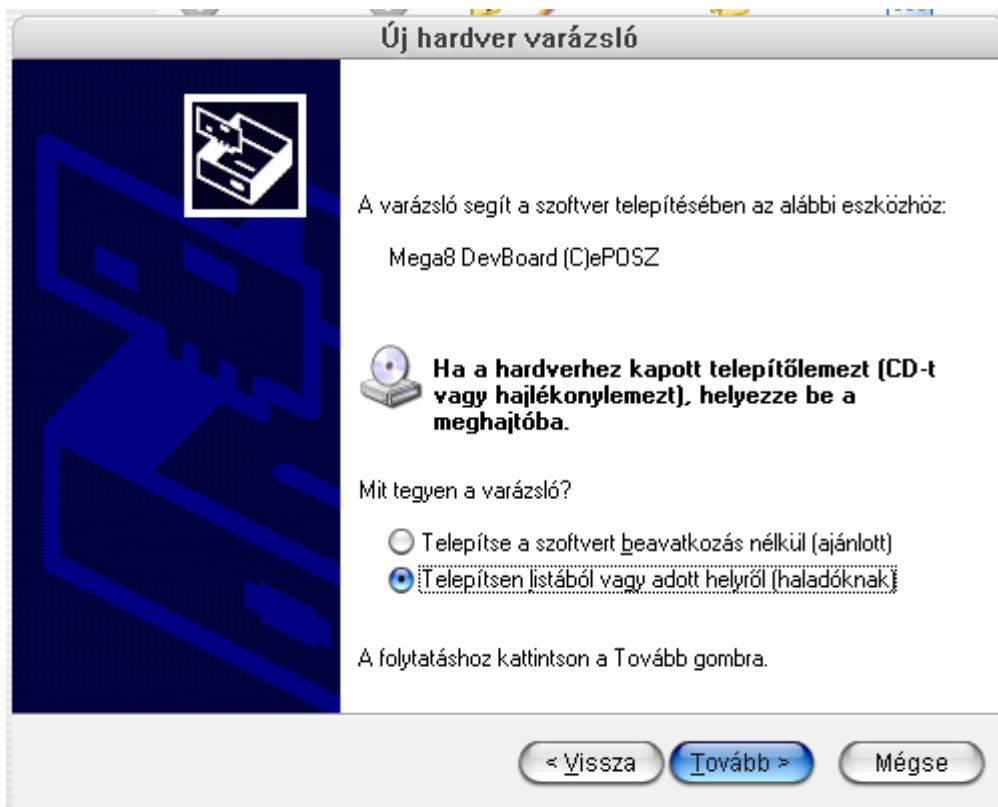 Új hardver varázsló
A varázsló segít a szoftver telepítésében az alábbi eszközhöz:
Mega8 DevBoard (C)ePOSZ
Ha a hardverhez kapott telepítőlemezt (CD-t
vagy hajlékonylemezt), helyezze be a
meghajtóba.
Mit tegyen a varázsló?
Telepítse a szoftvert beavatkozás nélkül (ajánlott)
Telepítsen listából vagy adott helyről (haladóknak)
A folytatáshoz kattintson a Tovább gombra.
< Vissza
Tovább >
Mégse